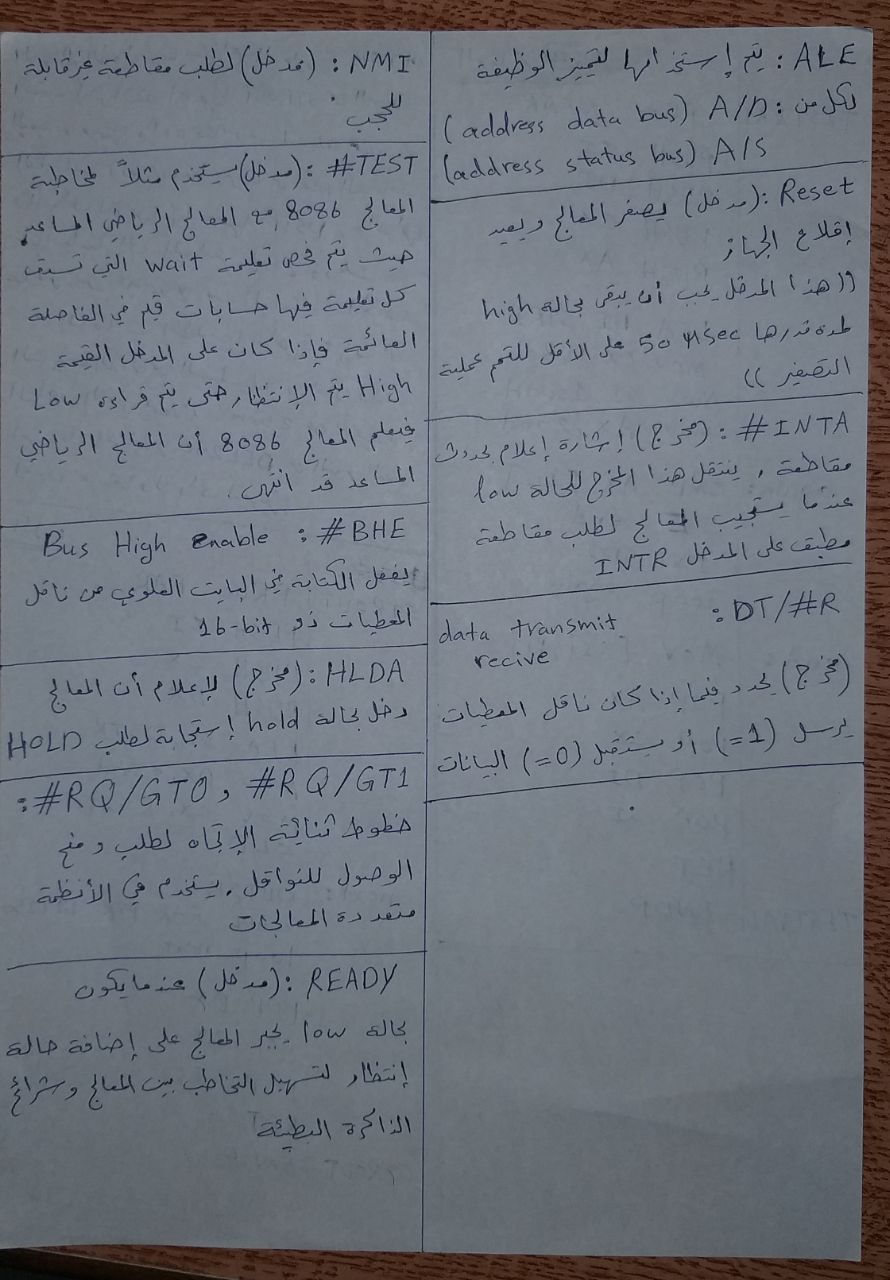 ALE : يتم إستخدامها لتمييز الوظيفة
لكل من : A/D (address data bus)
A/S (address status bus)
Reset : (مدخل) يصفر المعالج ويعيد
إقلاع الجهاز
((هذا المدخل يجب أن يبقى بحالة high
لمدة قدرها 50 μsec على الأقل لتتم عملية
التصفير))
#INTA : (مخرج) إشارة إعلام بحدوث
مقاطعة , ينتقل هذا المخرج للحالة low
عندما يستجيب المعالج لطلب مقاطعة
مطبق على المدخل INTR
DT/#R : data transmit
recive
(مخرج) يحدد فيما إذا كان ناقل المعطيات
يرسل (=1) أو يستقبل (=0) البيانات
NMI : (مدخل) لطلب مقاطعة غير قابلة
للحجب
#TEST : (مدخل) يستخدم مثلاً لمخاطبة
المعالج 8086 مع المعالج الرياضي المساعد
حيث يتم فحص تعليمة wait التي تسبق
كل تعليمة فيها حسابات قيم في الفاصلة
العائمة فإذا كان على المدخل القيمة
High يتم الإنتظار حتى يتم قراءة Low
فيعلم المعالج 8086 أن المعالج الرياضي
المساعد قد انتهى .
#BHE : Bus High enable
يفعل الكتابة في البايت العلوي من ناقل
المعطيات ذو 16-bit
HLDA : (مخرج) لإعلام أن المعالج
دخل بحالة hold إستجابة لطلب HOLD
#RQ/GT1 و #RQ/GT0 :
خطوط ثنائية الإتجاه لطلب و منح
الوصول للنواقل , يستخدم في الأنظمة
متعددة المعالجات
READY : (مدخل) عندما يكون
بحالة low يجبر المعالج على إضافة حالة
إنتظار لتسهيل التخاطب بين المعالج وشرائح
الذاكرة البطيئة